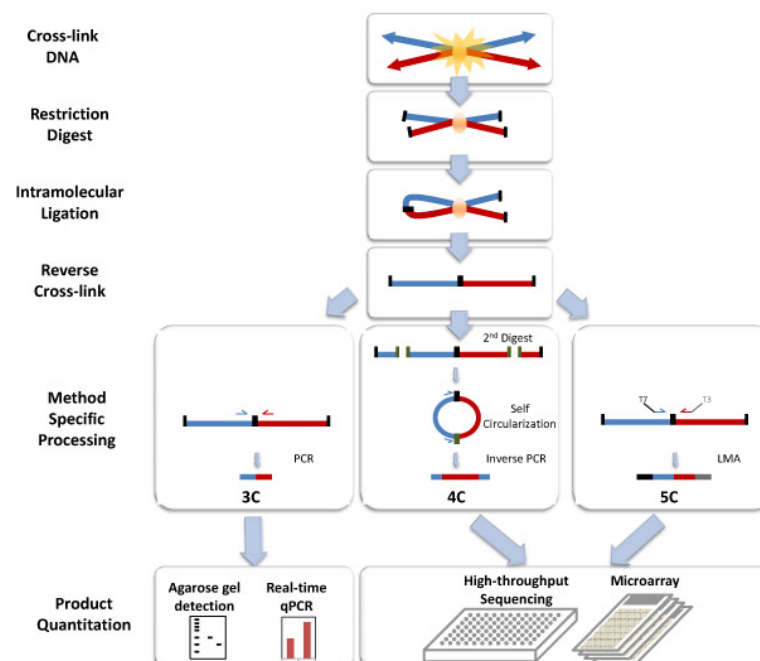 Cross-link
DNA
Restriction
Digest
Intramolecular
Ligation
Reverse
Cross-link
2nd Digest
Self
Circularization
Inverse PCR
4C
Method
Specific
Processing
PCR
3C
T7
T3
LMA
5C
Product
Quantitation
Agarose gel
detection
Real-time
qPCR
High-throughput
Sequencing
Microarray